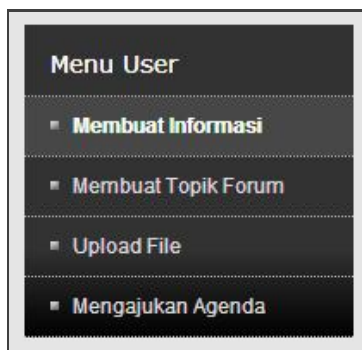 Menu User
Membuat Informasi
Membuat Topik Forum
Upload File
Mengajukan Agenda